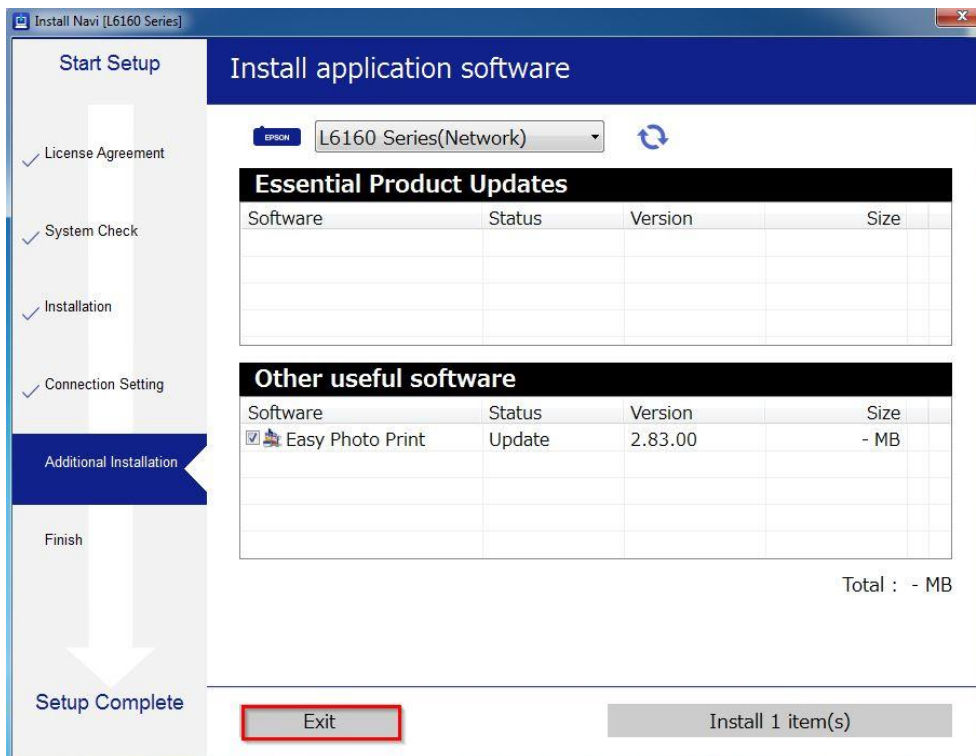 Install Navi [L6160 Series]
Start Setup
License Agreement
System Check
Installation
Connection Setting
Additional Installation
Finish
Setup Complete
Install application software
EPSON L6160 Series(Network)
Essential Product Updates
Software Status Version Size
Other useful software
Software Status Version Size
Easy Photo Print Update 2.83.00 - MB
Total : - MB
Exit Install 1 item(s)